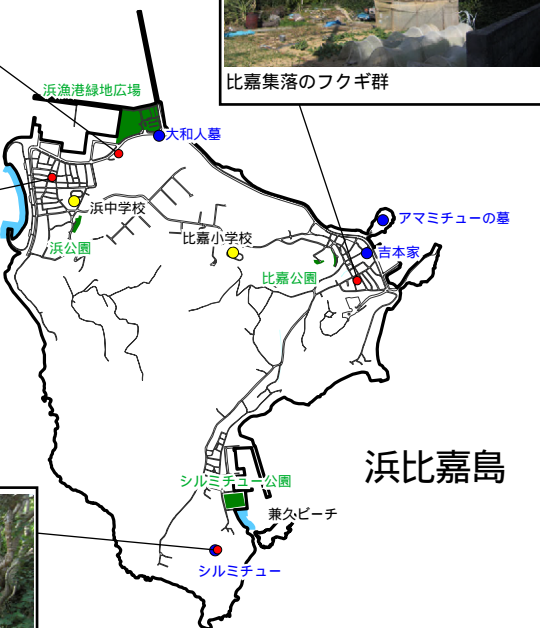 比嘉集落のフクギ群
浜漁港緑地広場
大和人墓
浜中学校
アマミチューの墓
浜公園
比嘉小学校
吉本家
比嘉公園
浜比嘉島
シルミチュー公園
兼久ビーチ
シルミチュー